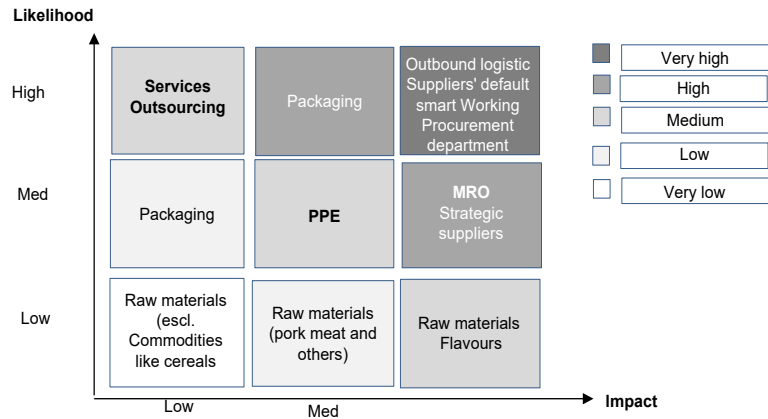 Likelihood
High
Services
Outsourcing
Packaging
Outbound logistic
Suppliers' default
smart Working
Procurement
department
Very high
High
Medium
Low
Very low
Med
Packaging
PPE
MRO
Strategic
suppliers
Low
Raw materials
(escl.
Commodities
like cereals
Raw materials
(pork meat and
others)
Raw materials
Flavours
Low
Med
Impact